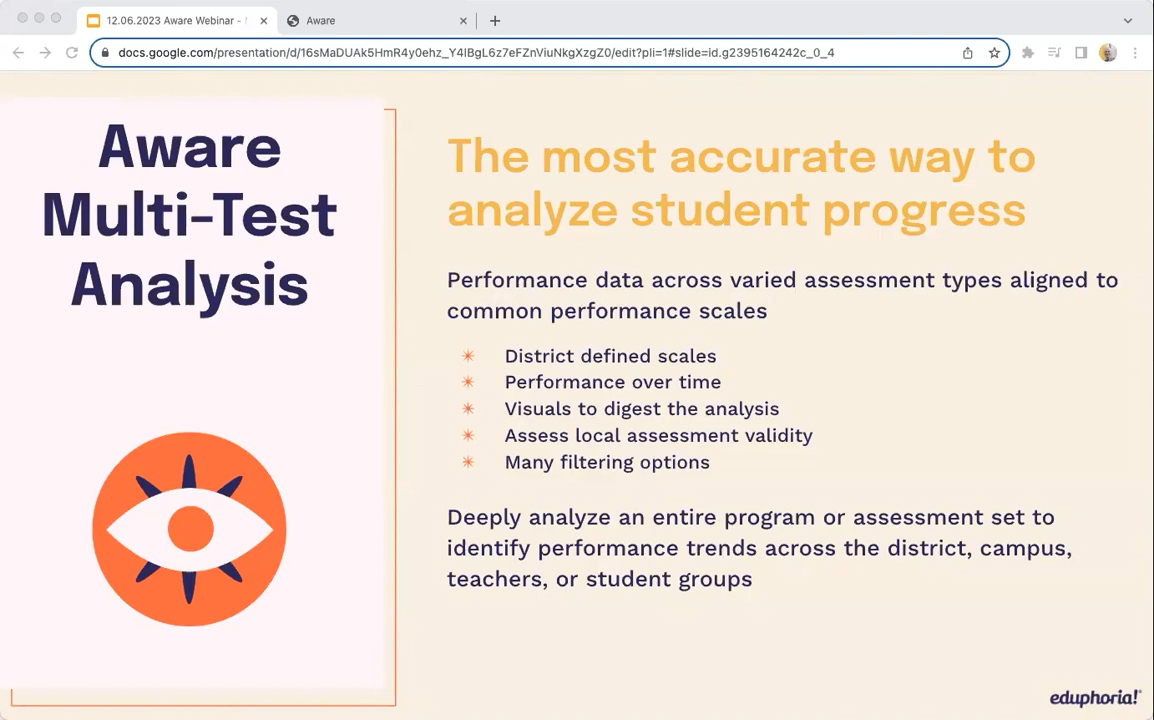 12.06.2023 Aware Webinar -
Aware
docs.google.com/presentation/d/16sMaDUAk5HmR4y0ehz_Y4lBgL6z7eFZnViuNkgXzgZ0/edit?pli=1#slide=id.g2395164242c_0_4
Aware
Multi-Test
Analysis
The most accurate way to
analyze student progress
Performance data across varied assessment types aligned to
common performance scales
District defined scales
Performance over time
Visuals to digest the analysis
Assess local assessment validity
Many filtering options
Deeply analyze an entire program or assessment set to
identify performance trends across the district, campus,
teachers, or student groups
eduphoria!